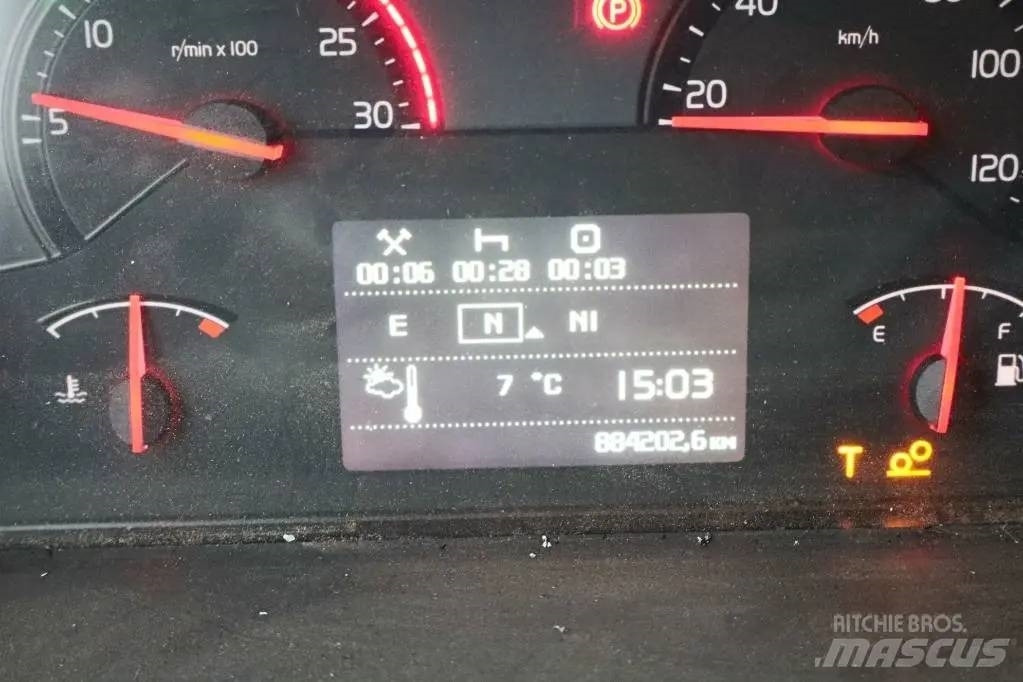 10
r/min x 100
25
30
5
P
40
20
km/h
100
120
00:06 00:28 00:03
E N NI
7 °C 15:03
884202,6 KM
E
F
T
RITCHIE BROS.
MASCUS